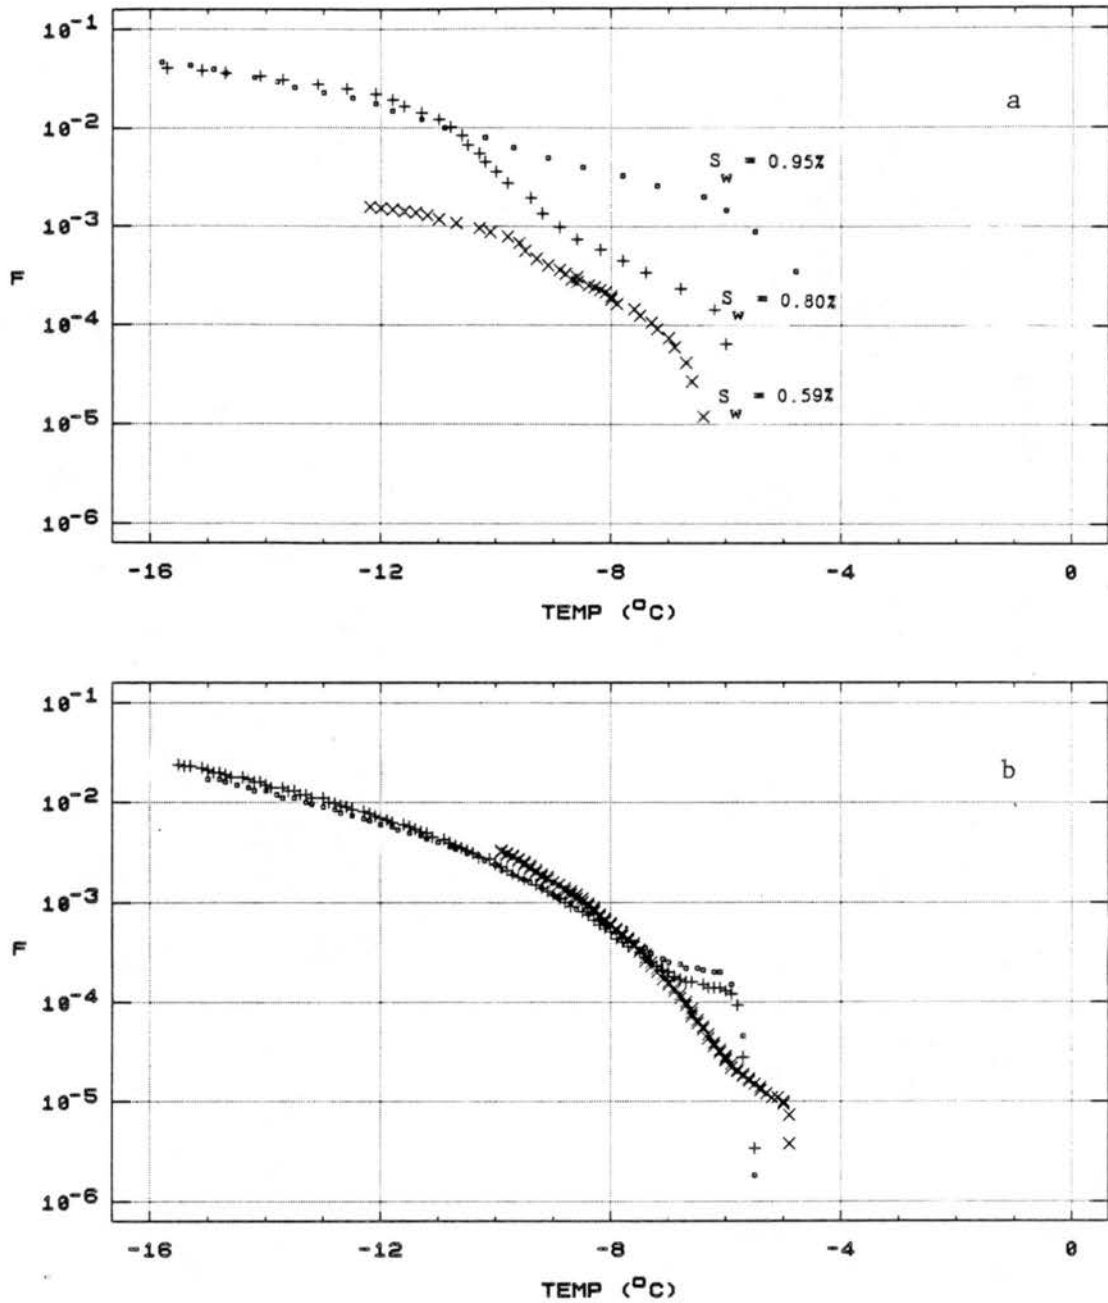 10⁻¹
a
10⁻²
S_w = 0.95%
10⁻³
F
S_w = 0.80%
10⁻⁴
S_w = 0.59%
10⁻⁵
10⁻⁶
-16 -12 -8 -4 0
TEMP (°C)
10⁻¹
b
10⁻²
10⁻³
F
10⁻⁴
10⁻⁵
10⁻⁶
-16 -12 -8 -4 0
TEMP (°C)